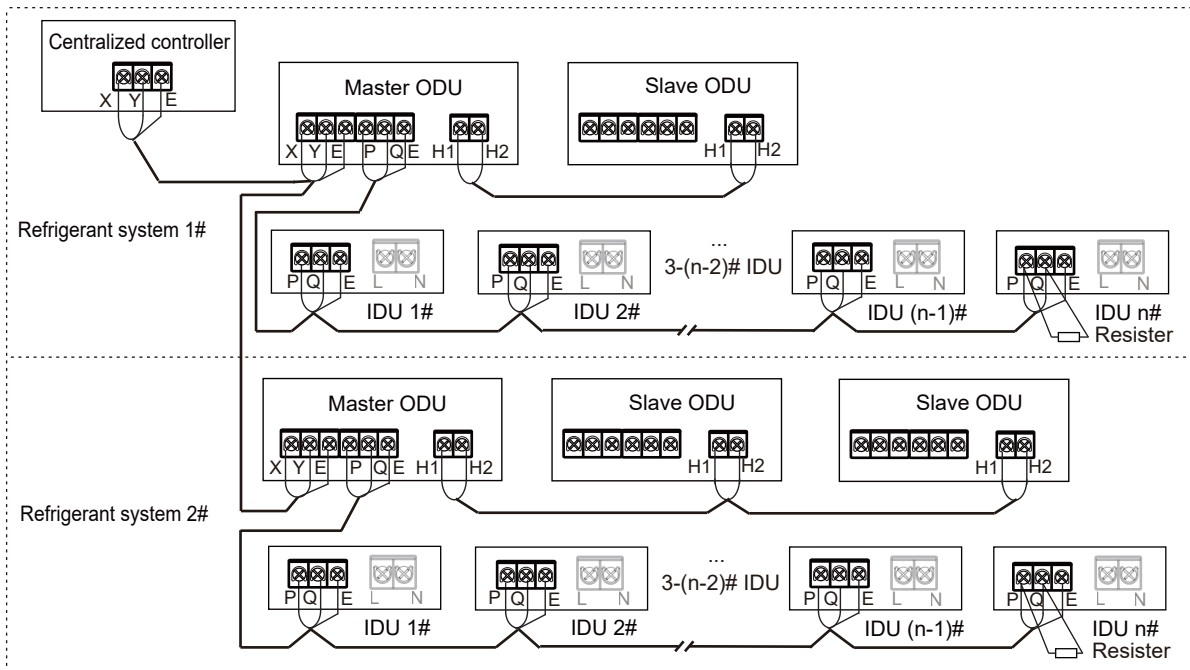 Centralized controller
X Y E
Master ODU
Slave ODU
X Y E P Q E H1 H2
H1 H2
Refrigerant system 1#
P Q E L N
IDU 1#
P Q E L N
IDU 2#
...
3-(n-2)# IDU
P Q E L N
IDU (n-1)#
P Q E L N
IDU n#
Resister
Master ODU
Slave ODU
Slave ODU
X Y E P Q E H1 H2
H1 H2
H1 H2
Refrigerant system 2#
P Q E L N
IDU 1#
P Q E L N
IDU 2#
...
3-(n-2)# IDU
P Q E L N
IDU (n-1)#
P Q E L N
IDU n#
Resister